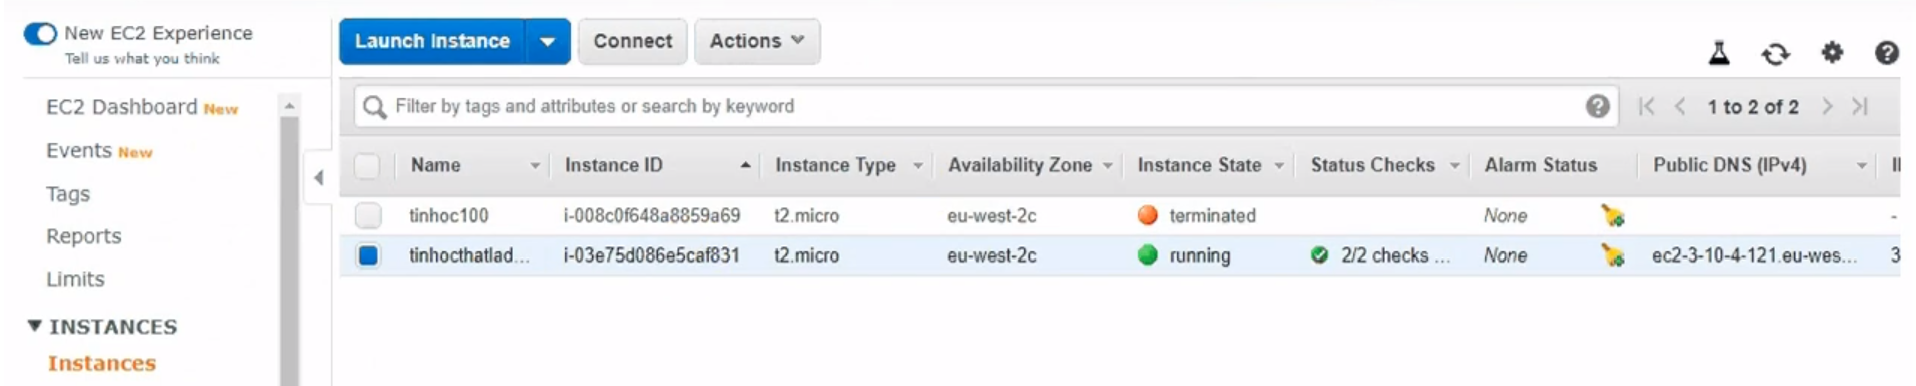 New EC2 Experience
Tell us what you think
EC2 Dashboard New
Events New
Tags
Reports
Limits
INSTANCES
Instances
Launch Instance
Connect
Actions
Filter by tags and attributes or search by keyword
1 to 2 of 2
Name Instance ID Instance Type Availability Zone Instance State Status Checks Alarm Status Public DNS (IPv4)
tinhoc100 i-008c0f648a8859a69 t2.micro eu-west-2c terminated None -
tinhocthatlad... i-03e75d086e5caf831 t2.micro eu-west-2c running 2/2 checks ... None ec2-3-10-4-121.eu-wes... 3